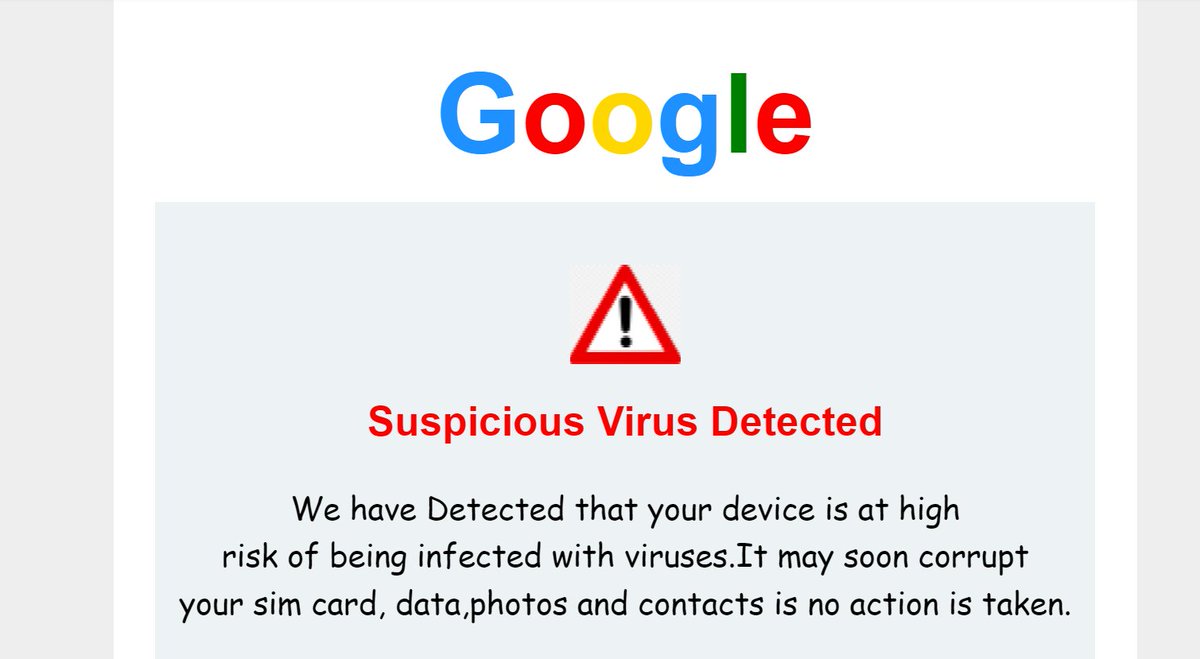 Google
Suspicious Virus Detected
We have Detected that your device is at high
risk of being infected with viruses.It may soon corrupt
your sim card, data,photos and contacts is no action is taken.